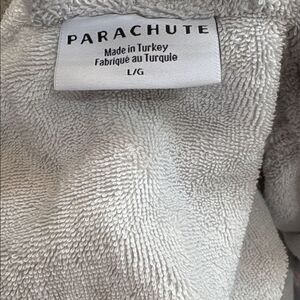 PARACHUTE
Made in Turkey
Fabriqué au Turquie
L/G